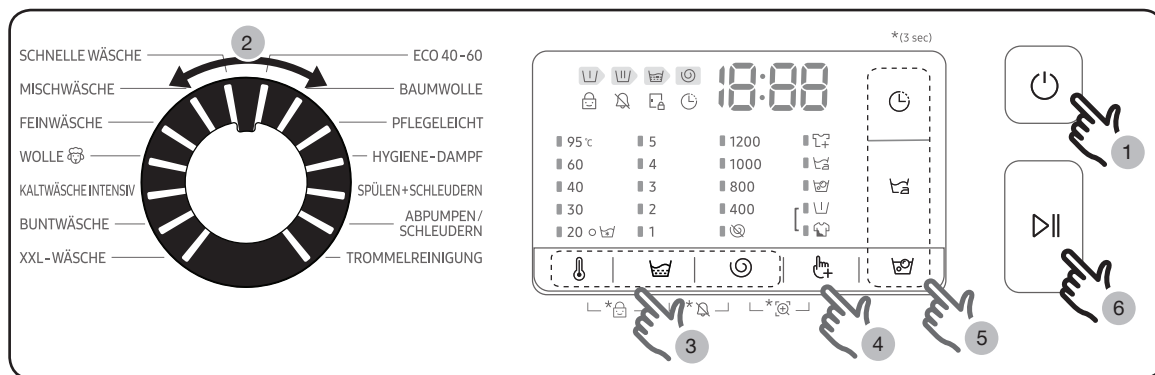 SCHNELLE WÄSCHE
MISCHWÄSCHE
FEINWÄSCHE
WOLLE
KALTWÄSCHE INTENSIV
BUNTWÄSCHE
XXL-WÄSCHE
2
ECO 40-60
BAUMWOLLE
PFLEGELEICHT
HYGIENE-DAMPF
SPÜLEN+SCHLEUDERN
ABPUMPEN/
SCHLEUDERN
TROMMELREINIGUNG
*(3 sec)
18:88
95 ℃ 5 1200
60 4 1000
40 3 800
30 2 400
20 1
* * *
3
4
5
1
6